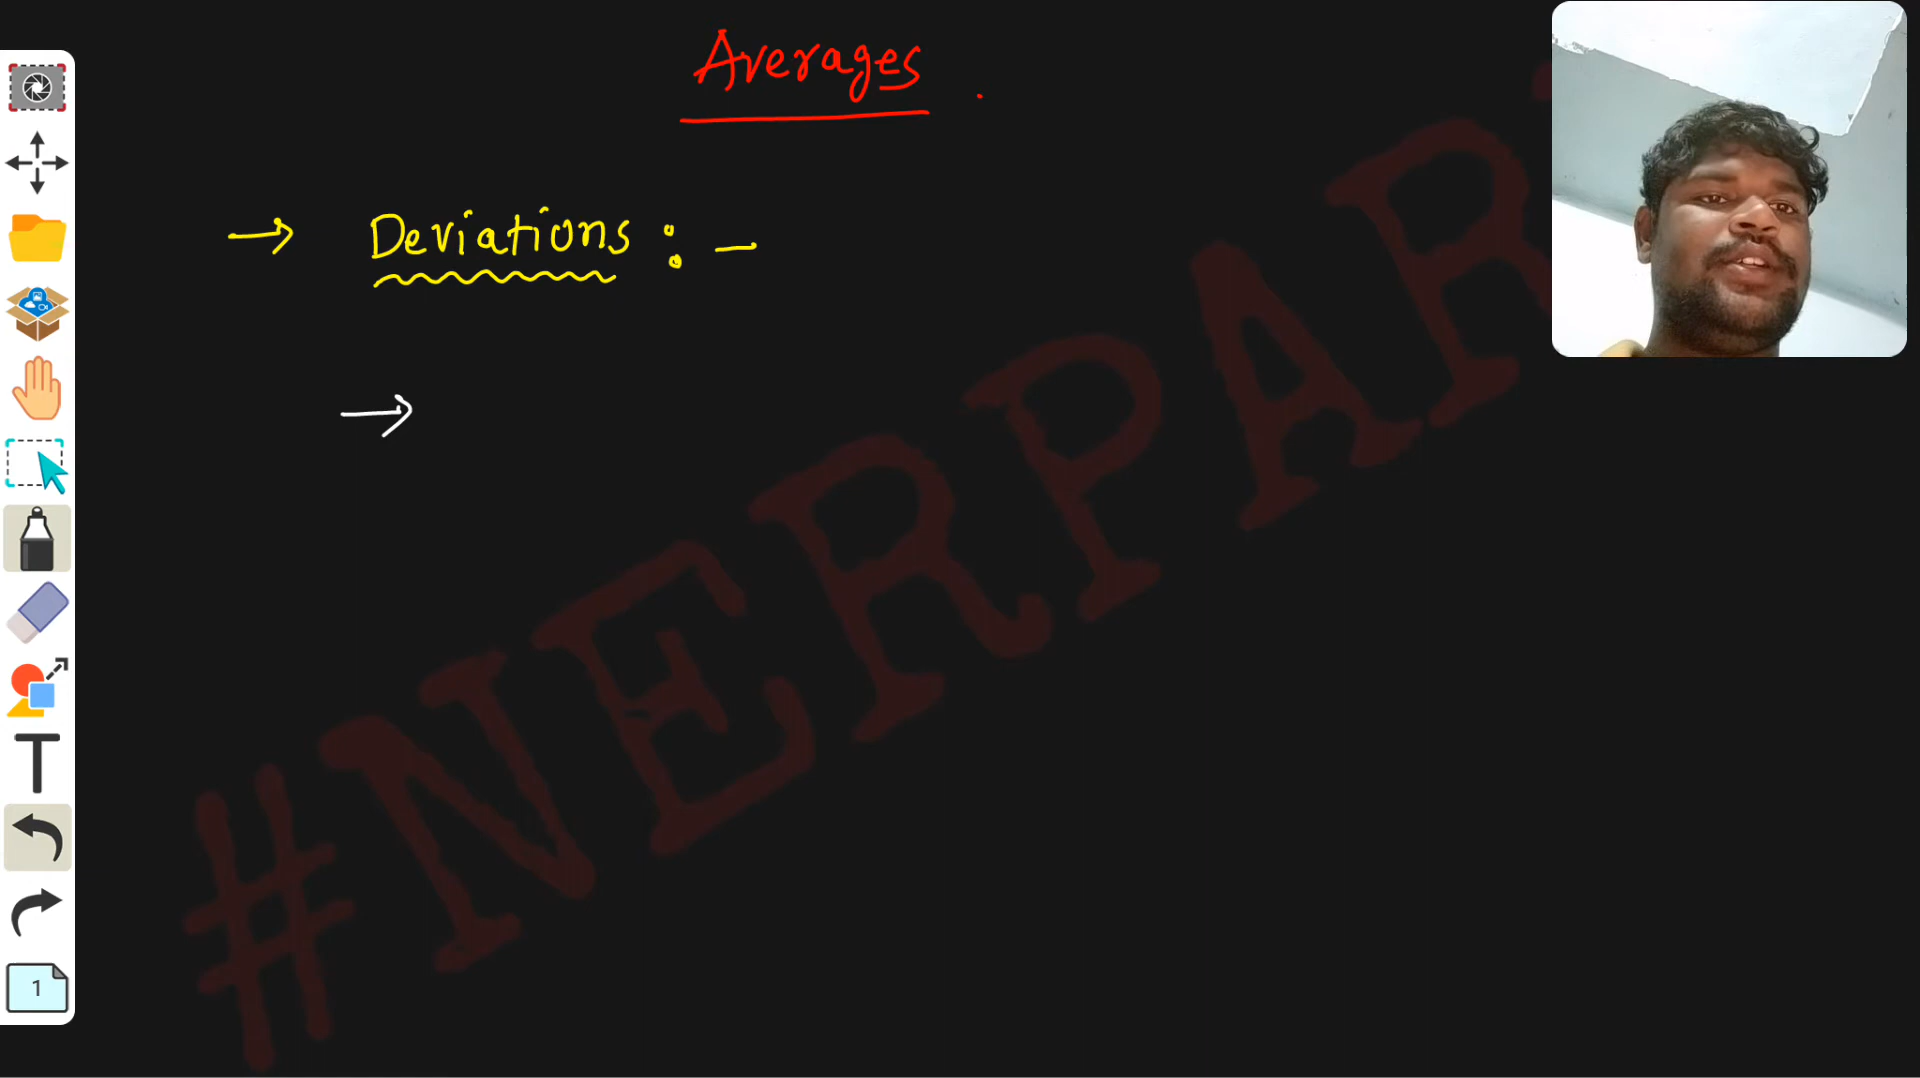 Averages
→ Deviations : -
→
#NERPAR
1